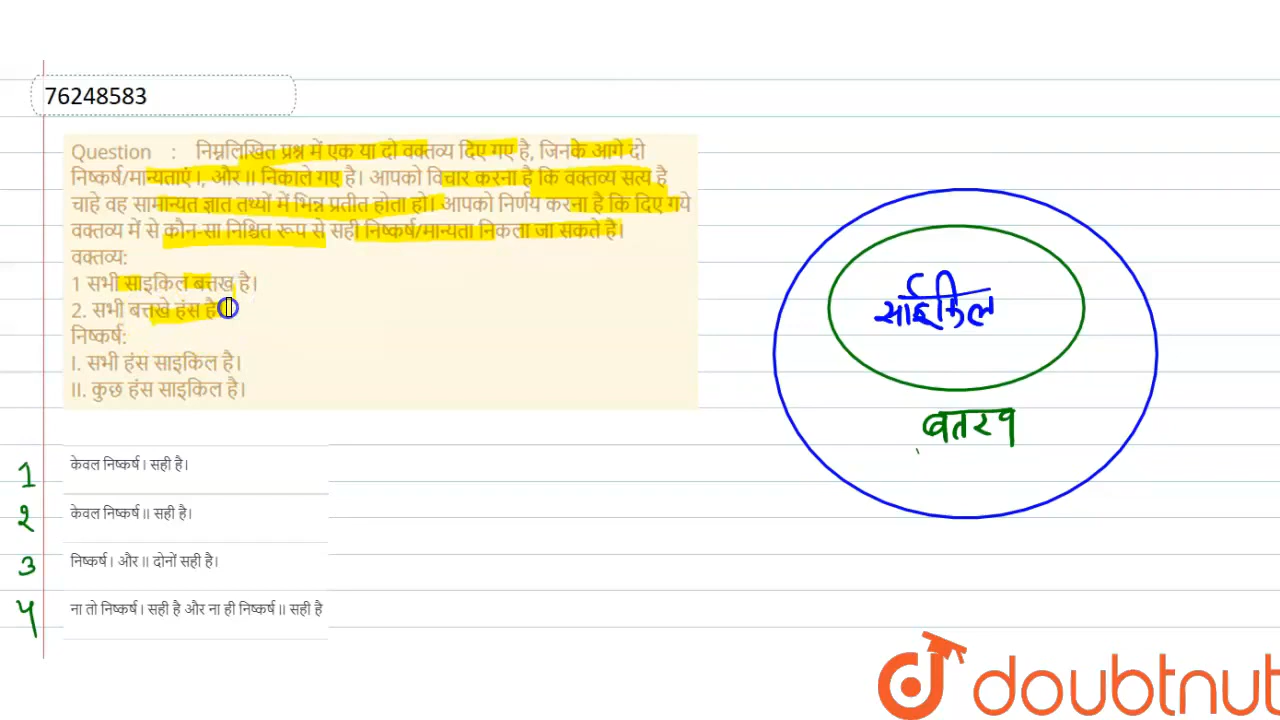 76248583
Question : निम्नलिखित प्रश्न में एक या दो वक्तव्य दिए गए है, जिनके आगे दो
निष्कर्ष/मान्यताएं I, और II निकाले गए है। आपको विचार करना है कि वक्तव्य सत्य है
चाहे वह सामान्यत ज्ञात तथ्यों में भिन्न प्रतीत होता हो। आपको निर्णय करना है कि दिए गये
वक्तव्य में से कौन-सा निश्चित रूप से सही निष्कर्ष/मान्यता निकला जा सकते है।
वक्तव्य:
1 सभी साइकिल बत्तख है।
2. सभी बत्तखे हंस है
निष्कर्ष:
I. सभी हंस साइकिल है।
II. कुछ हंस साइकिल है।
1 केवल निष्कर्ष I सही है।
२ केवल निष्कर्ष II सही है।
3 निष्कर्ष I और II दोनों सही है।
4 ना तो निष्कर्ष I सही है और ना ही निष्कर्ष II सही है
साईकिल
बतख
doubtnut